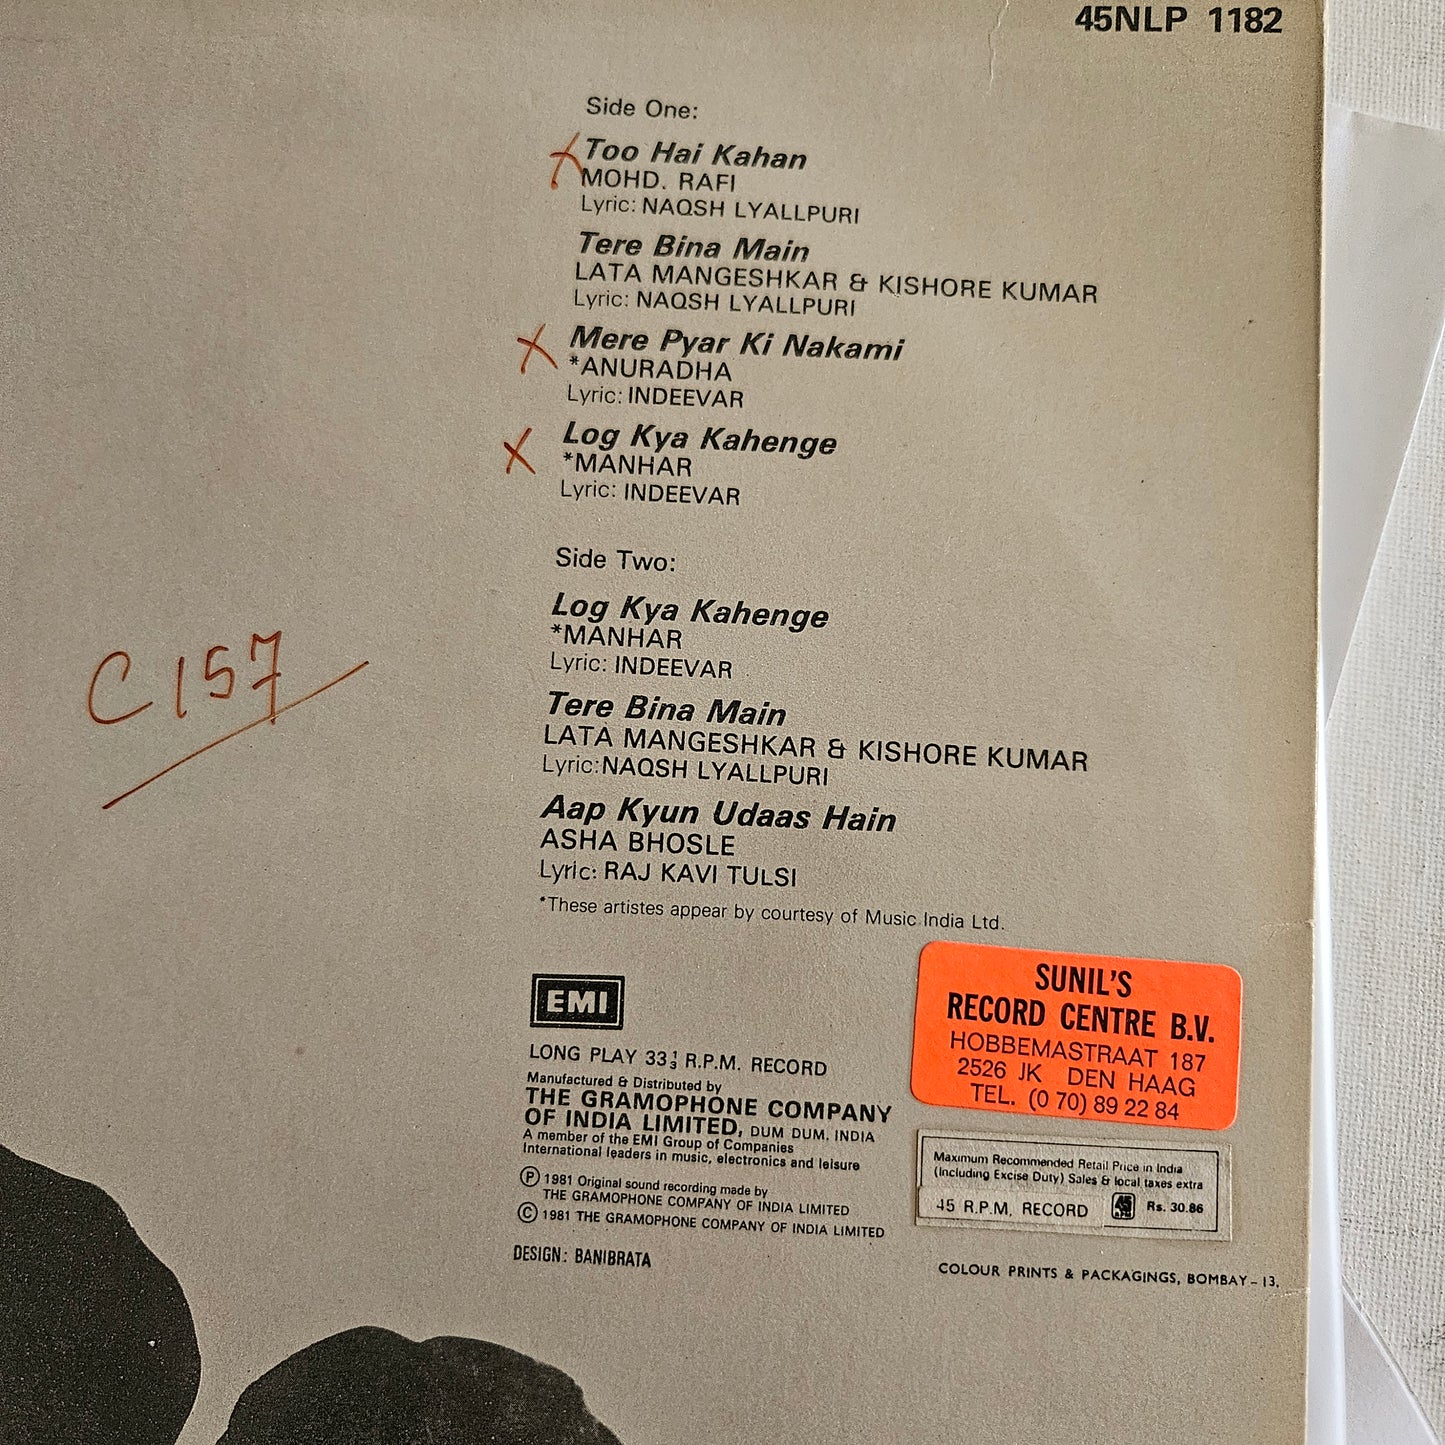 45NLP 1182
Side One:
Too Hai Kahan
MOHD. RAFI
Lyric: NAQSH LYALLPURI
Tere Bina Main
LATA MANGESHKAR & KISHORE KUMAR
Lyric: NAQSH LYALLPURI
Mere Pyar Ki Nakami
*ANURADHA
Lyric: INDEEVAR
Log Kya Kahenge
*MANHAR
Lyric: INDEEVAR
Side Two:
Log Kya Kahenge
*MANHAR
Lyric: INDEEVAR
Tere Bina Main
LATA MANGESHKAR & KISHORE KUMAR
Lyric: NAQSH LYALLPURI
Aap Kyun Udaas Hain
ASHA BHOSLE
Lyric: RAJ KAVI TULSI
*These artistes appear by courtesy of Music India Ltd.
C157
EMI
LONG PLAY 33⅓ R.P.M. RECORD
Manufactured & Distributed by
THE GRAMOPHONE COMPANY
OF INDIA LIMITED, DUM DUM, INDIA
A member of the EMI Group of Companies
International leaders in music, electronics and leisure
Ⓟ 1981 Original sound recording made by
THE GRAMOPHONE COMPANY OF INDIA LIMITED
© 1981 THE GRAMOPHONE COMPANY OF INDIA LIMITED
DESIGN: BANIBRATA
SUNIL'S
RECORD CENTRE B.V.
HOBBEMASTRAAT 187
2526 JK DEN HAAG
TEL. (0 70) 89 22 84
Maximum Recommended Retail Price in India
(Including Excise Duty) Sales & local taxes extra
45 R.P.M. RECORD 45 Rs. 30.86
COLOUR PRINTS & PACKAGINGS, BOMBAY-13.